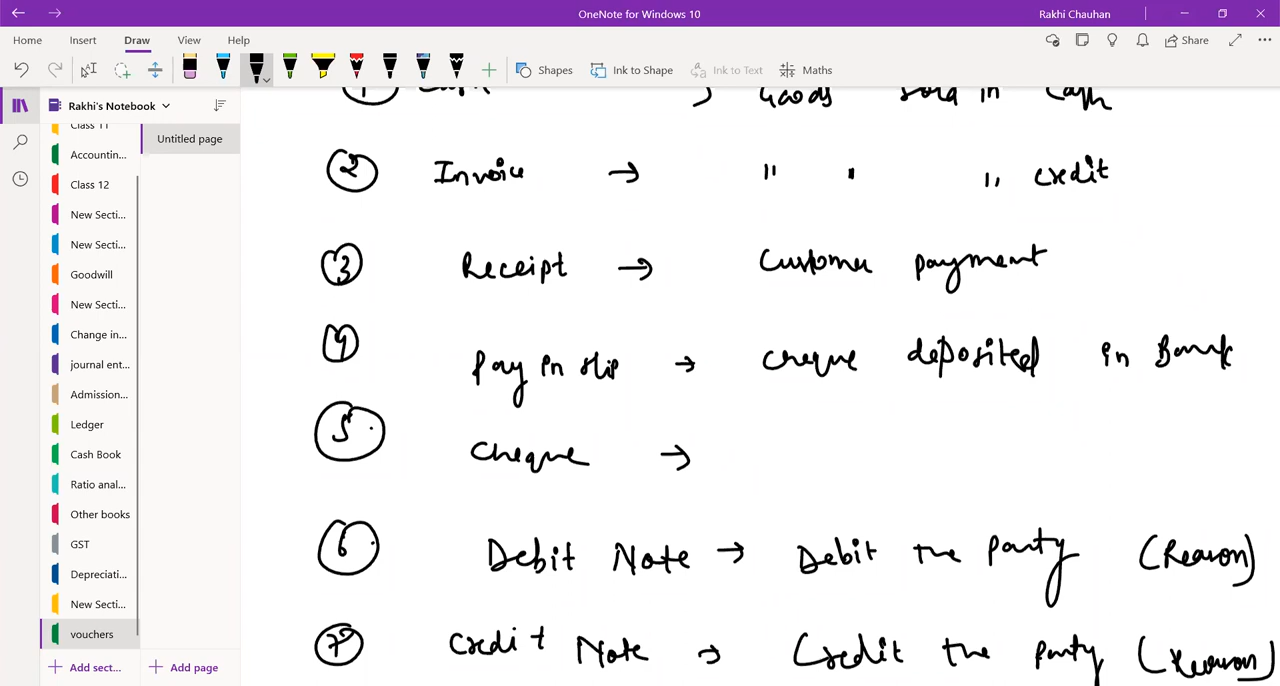 OneNote for Windows 10
Rakhi Chauhan
Home Insert Draw View Help
Share
Shapes Ink to Shape Ink to Text Maths
Rakhi's Notebook
Class 11
Accountin...
Class 12
New Secti...
New Secti...
Goodwill
New Secti...
Change in...
journal ent...
Admission...
Ledger
Cash Book
Ratio anal...
Other books
GST
Depreciati...
New Secti...
vouchers
+ Add sect...
Untitled page
+ Add page
1 Cash → Goods sold in Cash
2 Invoice → " " " credit
3 Receipt → Customer payment
4 Pay in slip → Cheque deposited in Bank
5 Cheque →
6 Debit Note → Debit the party (Reason)
7 Credit Note → Credit the party (Reason)